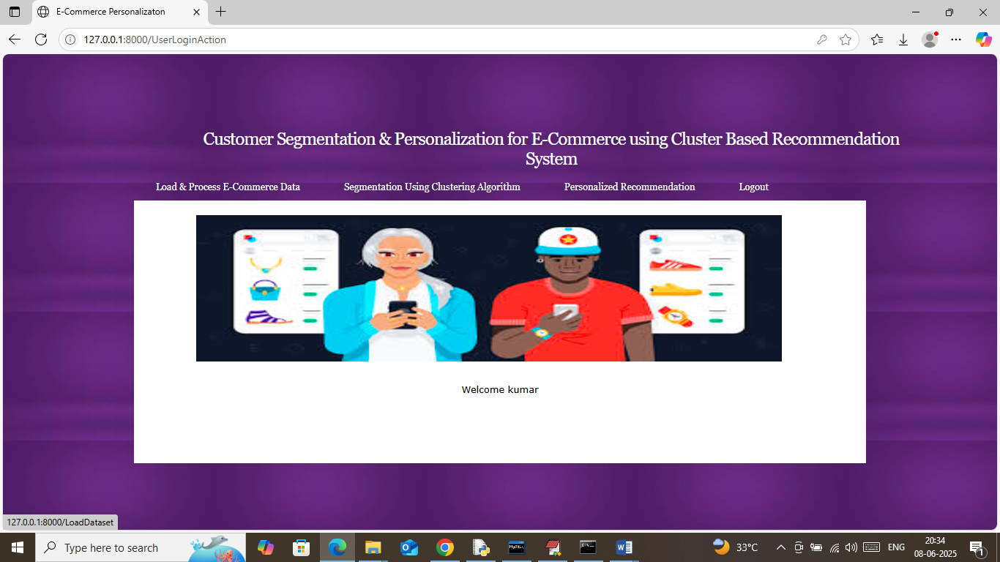 E-Commerce Personalizaton
127.0.0.1:8000/UserLoginAction
Customer Segmentation & Personalization for E-Commerce using Cluster Based Recommendation
System
Load & Process E-Commerce Data
Segmentation Using Clustering Algorithm
Personalized Recommendation
Logout
Welcome kumar
127.0.0.1:8000/LoadDataset
Type here to search
33°C
ENG
20:34
08-06-2025
1